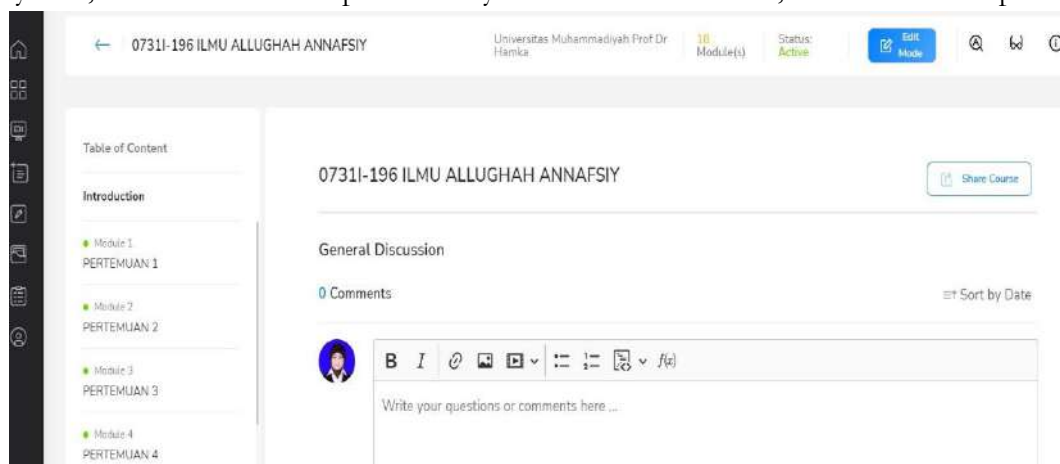 0731I-196 ILMU ALLUGHAH ANNAFSIY
Universitas Muhammadiyah Prof Dr
Hamka
18
Module(s)
Status:
Active
Edit
Mode
Table of Content
Introduction
Module 1
PERTEMUAN 1
Module 2
PERTEMUAN 2
Module 3
PERTEMUAN 3
Module 4
PERTEMUAN 4
0731I-196 ILMU ALLUGHAH ANNAFSIY
Share Course
General Discussion
0 Comments
Sort by Date
B I f(x)
Write your questions or comments here ...